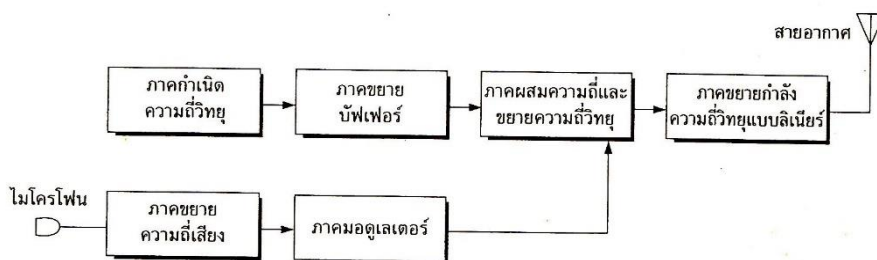 สายอากาศ
ภาคกำเนิด
ความถี่วิทยุ
ภาคขยาย
บัฟเฟอร์
ภาคผสมความถี่และ
ขยายความถี่วิทยุ
ภาคขยายกำลัง
ความถี่วิทยุแบบลิเนียร์
ไมโครโฟน
ภาคขยาย
ความถี่เสียง
ภาคมอดูเลเตอร์